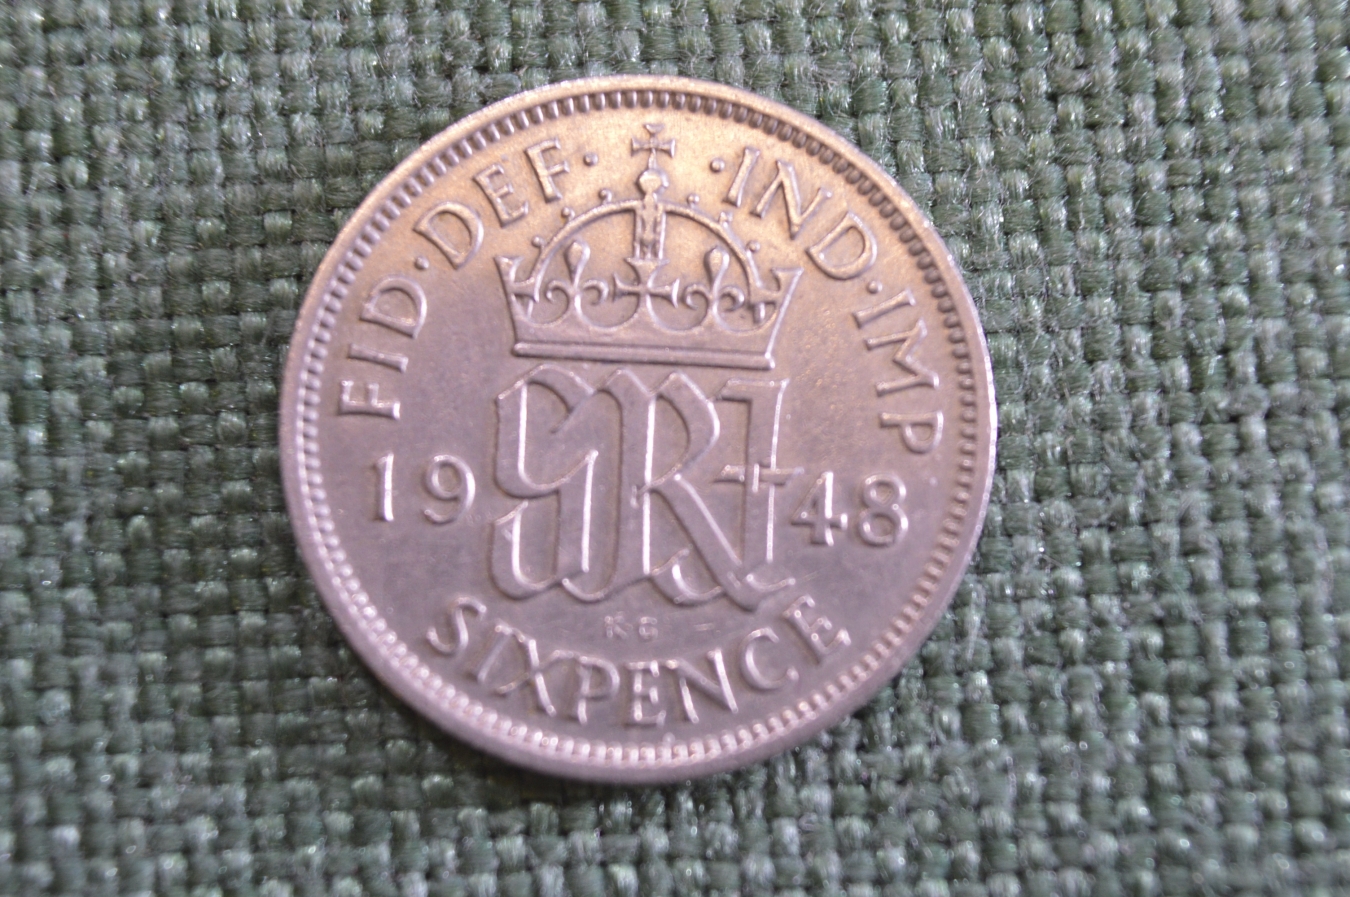 FID·DEF· ·IND·IMP
GRI
19 48
KG
SIXPENCE